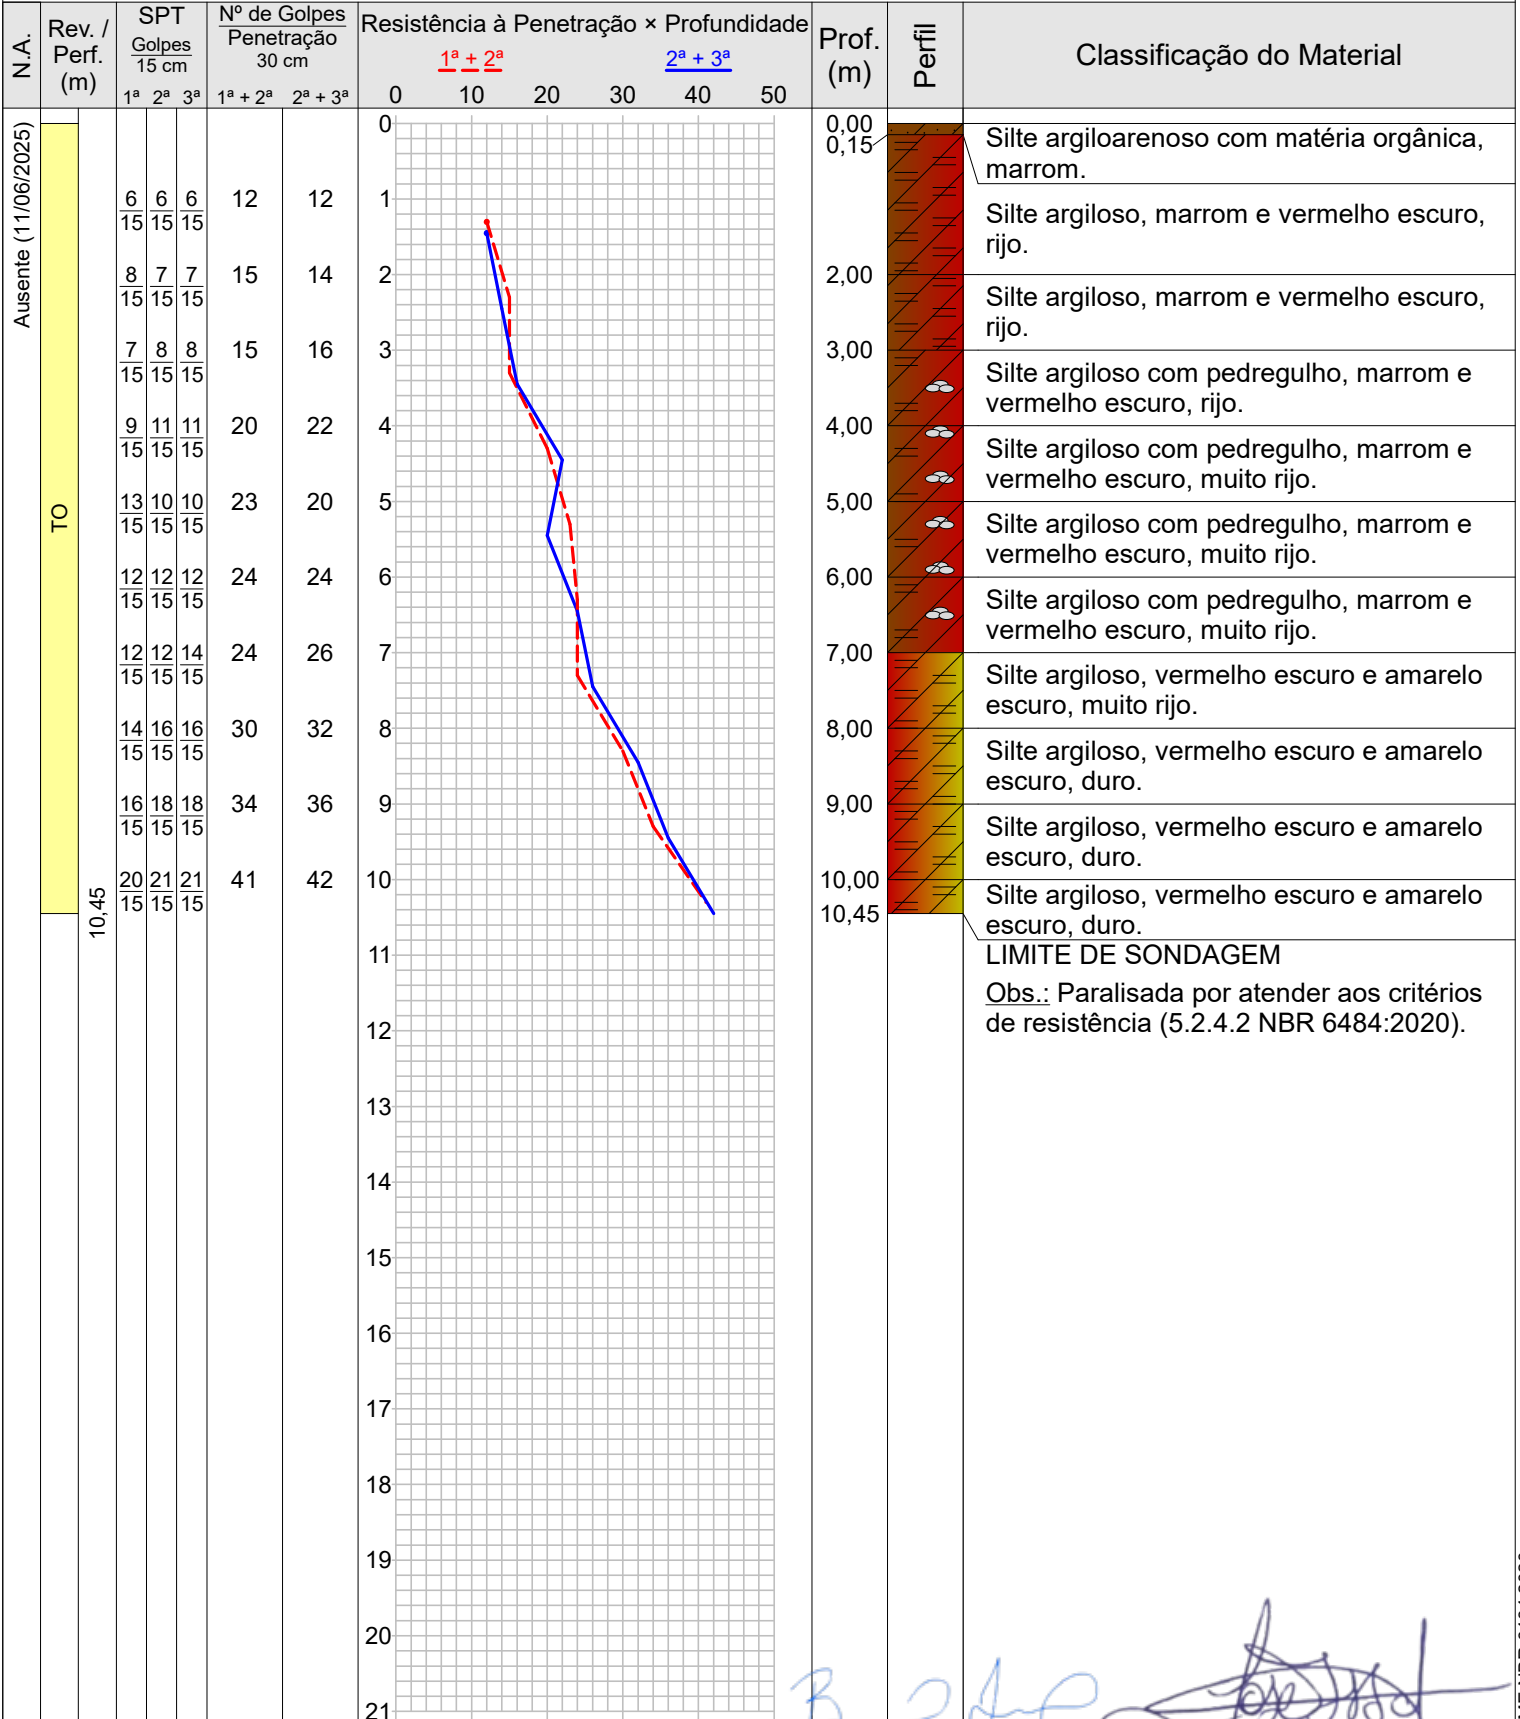 N.A.
Rev. /
Perf.
(m)
SPT
Golpes
15 cm
1ª 2ª 3ª
Nº de Golpes
Penetração
30 cm
1ª + 2ª 2ª + 3ª
Resistência à Penetração × Profundidade
1ª + 2ª 2ª + 3ª
0 10 20 30 40 50
Prof.
(m)
Perfil
Classificação do Material
Ausente (11/06/2025)
TO
10,45
6 6 6 12 12
15 15 15
8 7 7 15 14
15 15 15
7 8 8 15 16
15 15 15
9 11 11 20 22
15 15 15
13 10 10 23 20
15 15 15
12 12 12 24 24
15 15 15
12 12 14 24 26
15 15 15
14 16 16 30 32
15 15 15
16 18 18 34 36
15 15 15
20 21 21 41 42
15 15 15
0
1
2
3
4
5
6
7
8
9
10
11
12
13
14
15
16
17
18
19
20
21
0,00
0,15
2,00
3,00
4,00
5,00
6,00
7,00
8,00
9,00
10,00
10,45
Silte argiloarenoso com matéria orgânica,
marrom.
Silte argiloso, marrom e vermelho escuro,
rijo.
Silte argiloso, marrom e vermelho escuro,
rijo.
Silte argiloso com pedregulho, marrom e
vermelho escuro, rijo.
Silte argiloso com pedregulho, marrom e
vermelho escuro, muito rijo.
Silte argiloso com pedregulho, marrom e
vermelho escuro, muito rijo.
Silte argiloso com pedregulho, marrom e
vermelho escuro, muito rijo.
Silte argiloso, vermelho escuro e amarelo
escuro, muito rijo.
Silte argiloso, vermelho escuro e amarelo
escuro, duro.
Silte argiloso, vermelho escuro e amarelo
escuro, duro.
Silte argiloso, vermelho escuro e amarelo
escuro, duro.
LIMITE DE SONDAGEM
Obs.: Paralisada por atender aos critérios
de resistência (5.2.4.2 NBR 6484:2020).